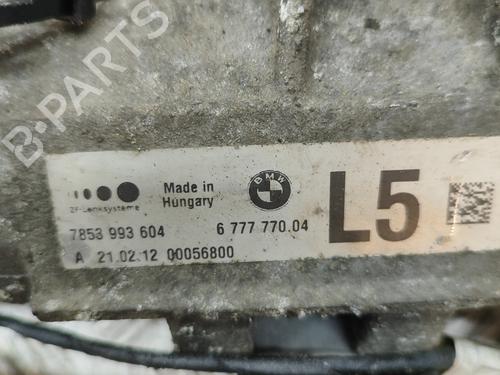 B-PARTS
Made in
Hungary
BMW
L5
ZF-Lenksysteme
7853 993 604
6 777 770.04
A 21.02.12 00056800